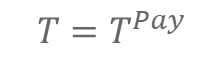 T = T^Pay